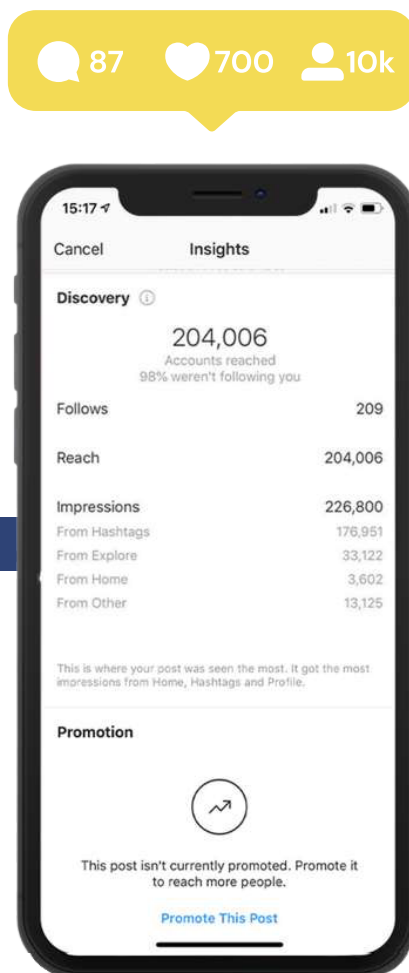 87 700 10k
15:17
Cancel Insights
Discovery
204,006
Accounts reached
98% weren't following you
Follows 209
Reach 204,006
Impressions 226,800
From Hashtags 176,951
From Explore 33,122
From Home 3,602
From Other 13,125
This is where your post was seen the most. It got the most
impressions from Home, Hashtags and Profile.
Promotion
This post isn't currently promoted. Promote it
to reach more people.
Promote This Post